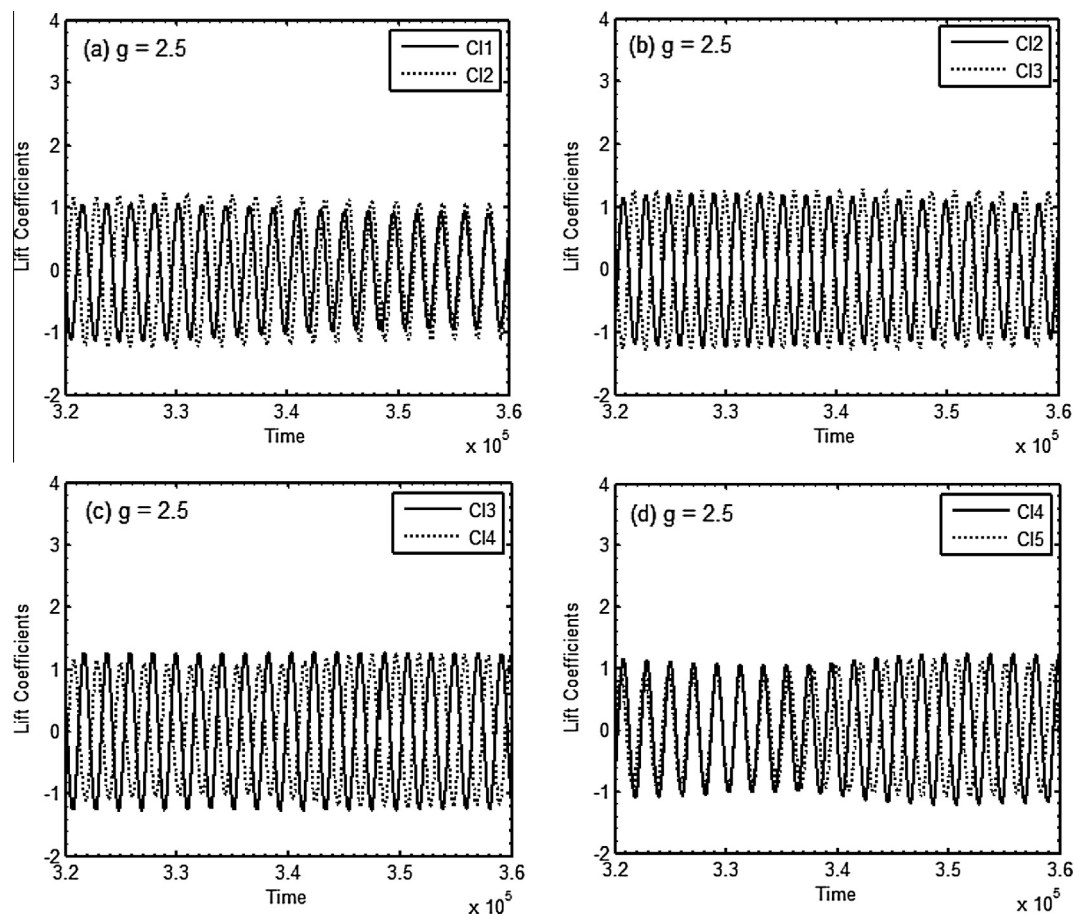 (a) g = 2.5
Cl1
Cl2
Lift Coefficients
4
3
2
1
0
-1
-2
3.2
3.3
3.4
3.5
3.6
Time
x 10^5
(b) g = 2.5
Cl2
Cl3
Lift Coefficients
4
3
2
1
0
-1
-2
3.2
3.3
3.4
3.5
3.6
Time
x 10^5
(c) g = 2.5
Cl3
Cl4
Lift Coefficients
4
3
2
1
0
-1
-2
3.2
3.3
3.4
3.5
3.6
Time
x 10^5
(d) g = 2.5
Cl4
Cl5
Lift Coefficients
4
3
2
1
0
-1
-2
3.2
3.3
3.4
3.5
3.6
Time
x 10^5